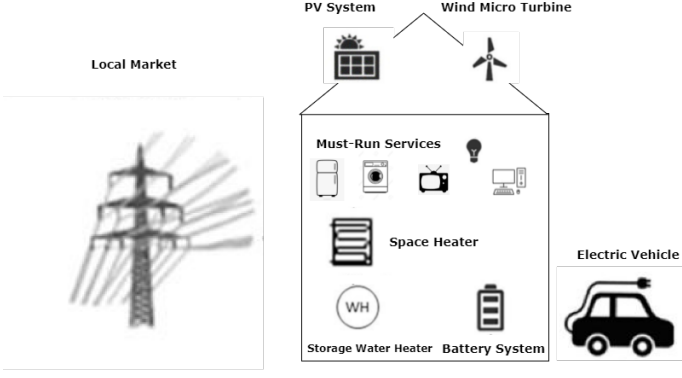 PV System
Wind Micro Turbine
Local Market
Must-Run Services
Space Heater
Electric Vehicle
WH
Storage Water Heater
Battery System